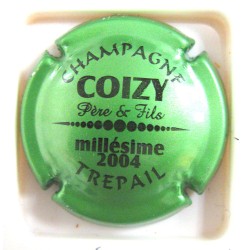 CHAMPAGNE
COIZY
Père & Fils
millésime
2004
TREPAIL